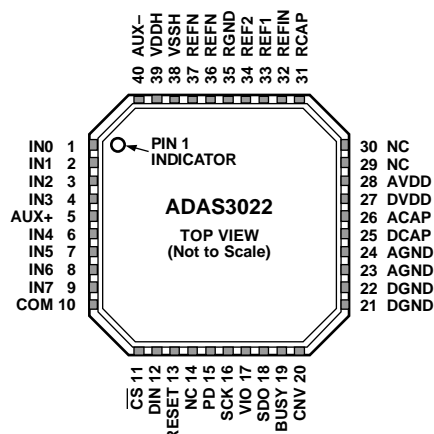 40 AUX–
39 VDDH
38 VSSH
37 REFN
36 REFN
35 RGND
34 REF2
33 REF1
32 REFIN
31 RCAP
IN0 1
IN1 2
IN2 3
IN3 4
AUX+ 5
IN4 6
IN5 7
IN6 8
IN7 9
COM 10
PIN 1
INDICATOR
ADAS3022
TOP VIEW
(Not to Scale)
30 NC
29 NC
28 AVDD
27 DVDD
26 ACAP
25 DCAP
24 AGND
23 AGND
22 DGND
21 DGND
CS 11
DIN 12
RESET 13
NC 14
PD 15
SCK 16
VIO 17
SDO 18
BUSY 19
CNV 20